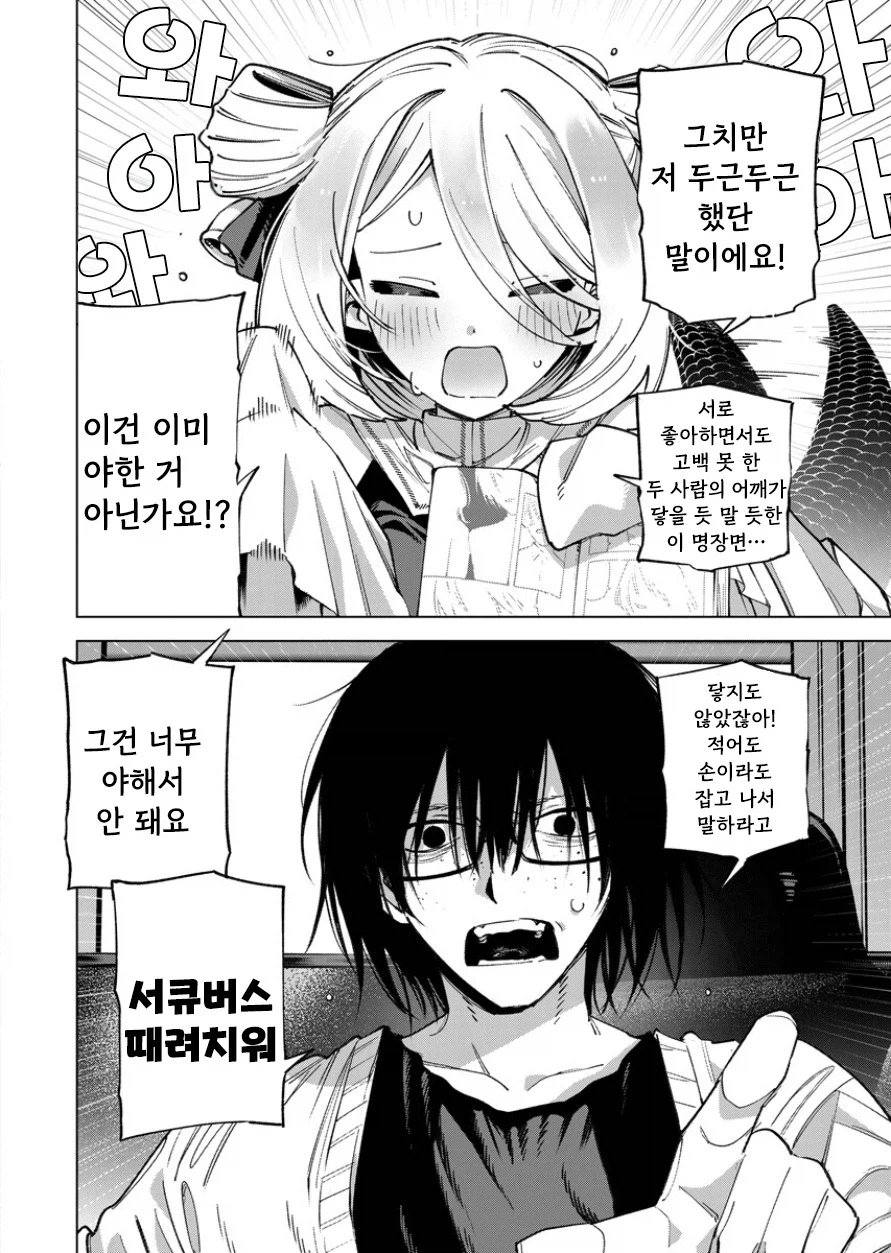 와
아
와
와
아
그치만
저 두근두근
했단
말이에요!
서로
좋아하면서도
고백 못 한
두 사람의 어깨가
닿을 듯 말 듯한
이 명장면…
이건 이미
야한 거
아닌가요!?
닿지도
않았잖아!
적어도
손이라도
잡고 나서
말하라고
그건 너무
야해서
안 돼요
서큐버스
때려치워